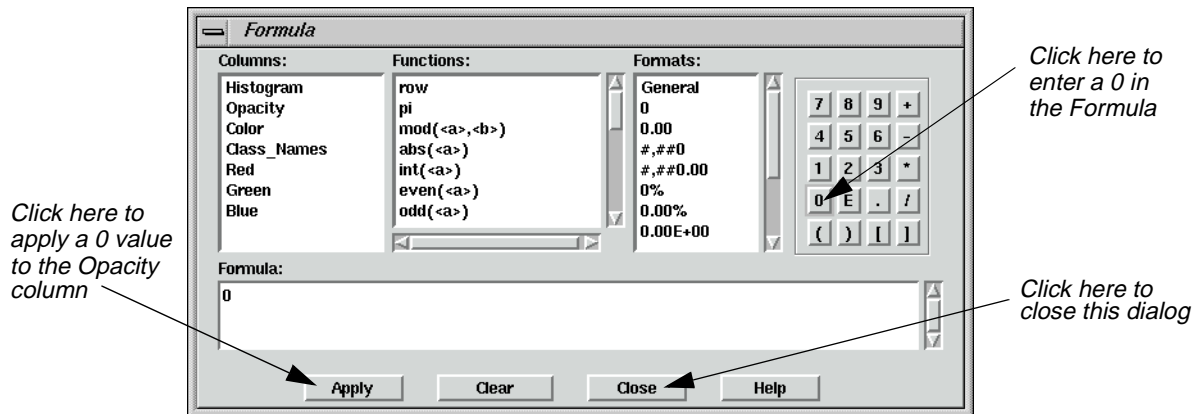 Formula
Columns:
Histogram
Opacity
Color
Class_Names
Red
Green
Blue
Functions:
row
pi
mod(<a>,<b>)
abs(<a>)
int(<a>)
even(<a>)
odd(<a>)
Formats:
General
0
0.00
#,##0
#,##0.00
0%
0.00%
0.00E+00
7 8 9 +
4 5 6 -
1 2 3 *
0 E . /
( ) [ ]
Formula:
0
Apply Clear Close Help
Click here to
enter a 0 in
the Formula
Click here to
apply a 0 value
to the Opacity
column
Click here to
close this dialog